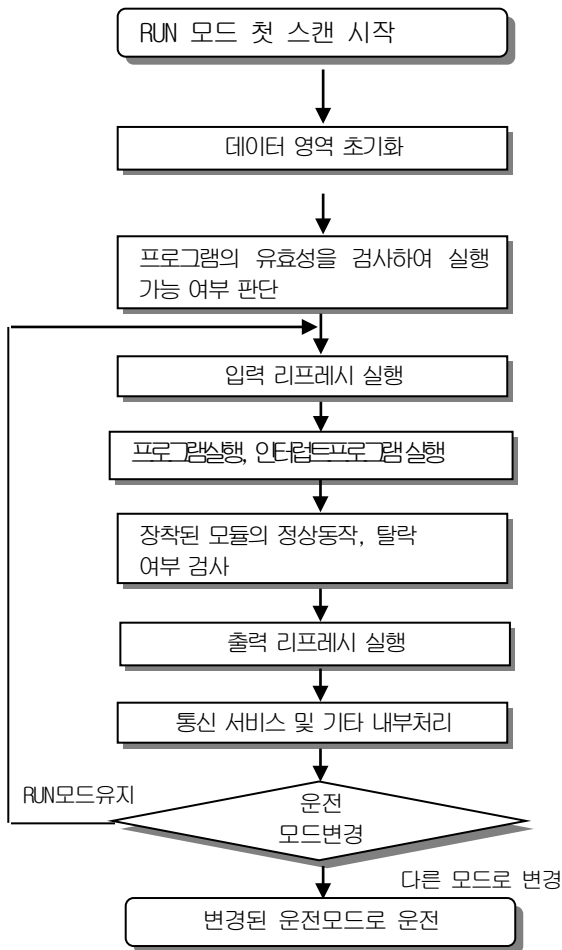 RUN 모드 첫 스캔 시작
데이터 영역 초기화
프로그램의 유효성을 검사하여 실행
가능 여부 판단
입력 리프레시 실행
프로그램실행, 인터럽트프로그램 실행
장착된 모듈의 정상동작, 탈락
여부 검사
출력 리프레시 실행
통신 서비스 및 기타 내부처리
RUN모드유지
운전
모드변경
다른 모드로 변경
변경된 운전모드로 운전